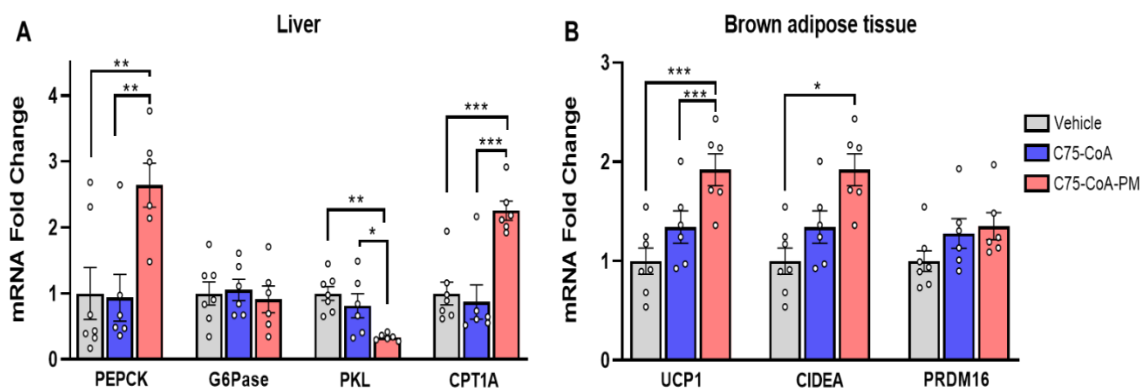 A
Liver
mRNA Fold Change
4
3
2
1
0
**
**
**
*
***
***
PEPCK
G6Pase
PKL
CPT1A
B
Brown adipose tissue
mRNA Fold Change
3
2
1
0
***
***
*
UCP1
CIDEA
PRDM16
Vehicle
C75-CoA
C75-CoA-PM